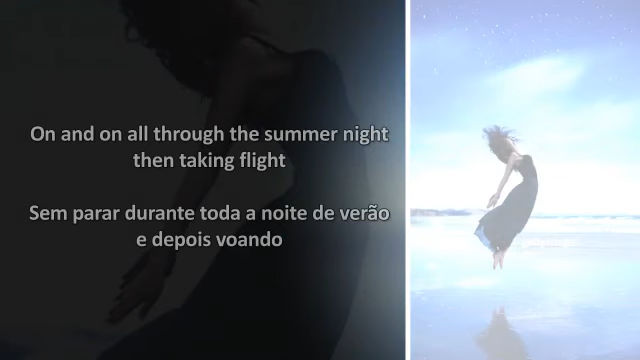 On and on all through the summer night
then taking flight
Sem parar durante toda a noite de verão
e depois voando